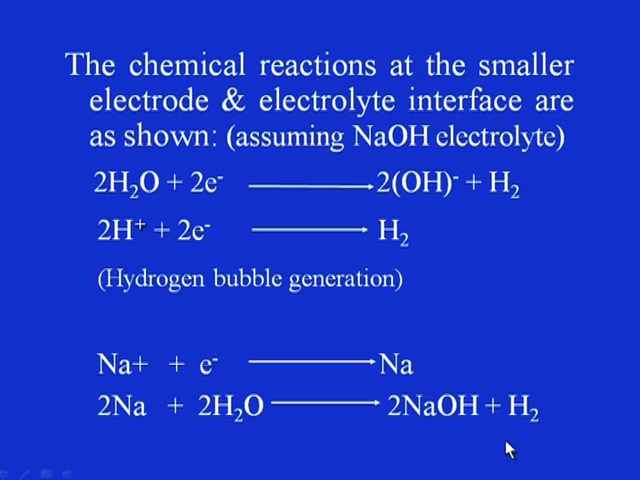 The chemical reactions at the smaller
electrode & electrolyte interface are
as shown: (assuming NaOH electrolyte)
2H₂O + 2e⁻ ⟶ 2(OH)⁻ + H₂
2H⁺ + 2e⁻ ⟶ H₂
(Hydrogen bubble generation)
Na+ + e⁻ ⟶ Na
2Na + 2H₂O ⟶ 2NaOH + H₂